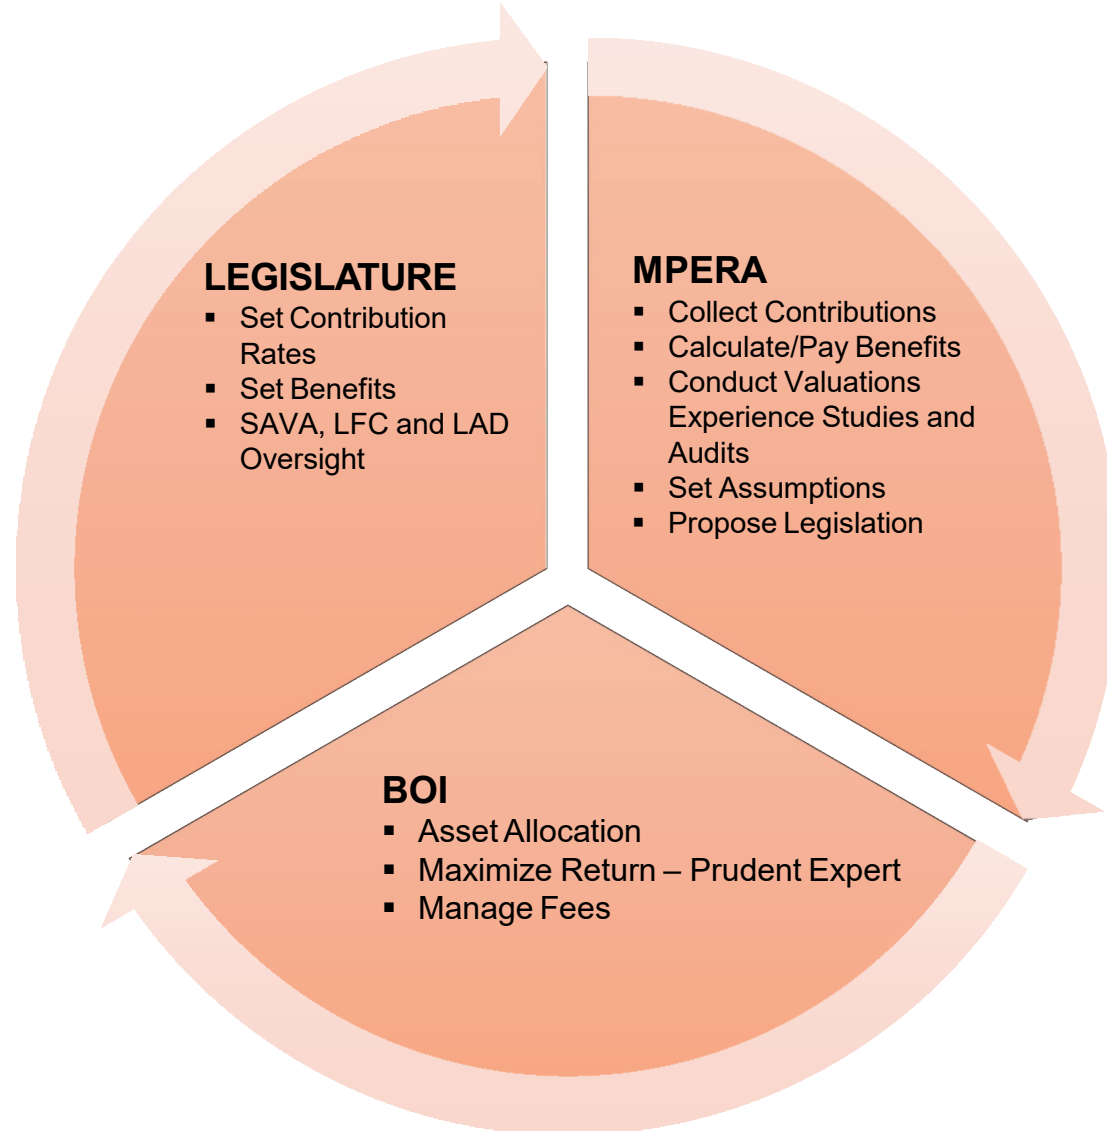 LEGISLATURE
▪ Set Contribution
Rates
▪ Set Benefits
▪ SAVA, LFC and LAD
Oversight
MPERA
▪ Collect Contributions
▪ Calculate/Pay Benefits
▪ Conduct Valuations
Experience Studies and
Audits
▪ Set Assumptions
▪ Propose Legislation
BOI
▪ Asset Allocation
▪ Maximize Return – Prudent Expert
▪ Manage Fees